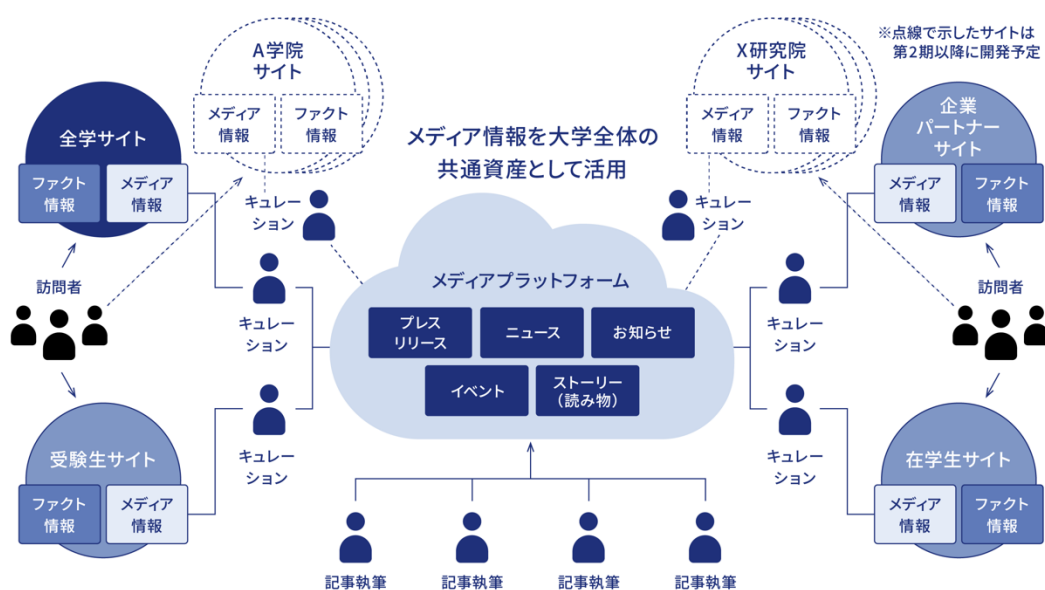 ※点線で示したサイトは
第2期以降に開発予定
A学院
サイト
メディア
情報
ファクト
情報
X研究院
サイト
メディア
情報
ファクト
情報
全学サイト
ファクト
情報
メディア
情報
企業
パートナー
サイト
メディア
情報
ファクト
情報
メディア情報を大学全体の
共通資産として活用
キュレー
ション
キュレー
ション
訪問者
キュレー
ション
メディアプラットフォーム
プレス
リリース
ニュース
お知らせ
イベント
ストーリー
（読み物）
キュレー
ション
訪問者
受験生サイト
ファクト
情報
メディア
情報
キュレー
ション
キュレー
ション
在学生サイト
メディア
情報
ファクト
情報
記事執筆
記事執筆
記事執筆
記事執筆